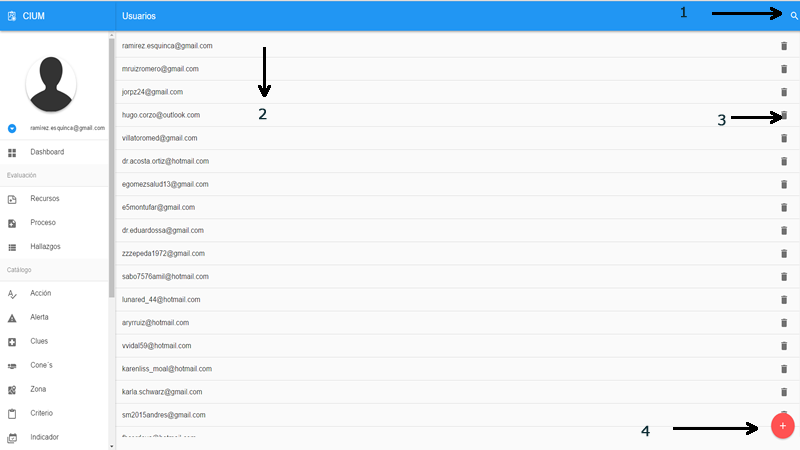 CIUM
Usuarios
1
ramirez.esquinca@gmail.com
Dashboard
Evaluación
Recursos
Proceso
Hallazgos
Catálogo
Acción
Alerta
Clues
Cone´s
Zona
Criterio
Indicador
ramirez.esquinca@gmail.com
mruizromero@gmail.com
jorpz24@gmail.com
hugo.corzo@outlook.com
villatoromed@gmail.com
dr.acosta.ortiz@hotmail.com
egomezsalud13@gmail.com
e5montufar@gmail.com
dr.eduardossa@gmail.com
zzzepeda1972@gmail.com
sabo7576amil@hotmail.com
lunared_44@hotmail.com
aryrruiz@hotmail.com
vvidal59@hotmail.com
karenliss_moal@hotmail.com
karla.schwarz@gmail.com
sm2015andres@gmail.com
2
3
4
+